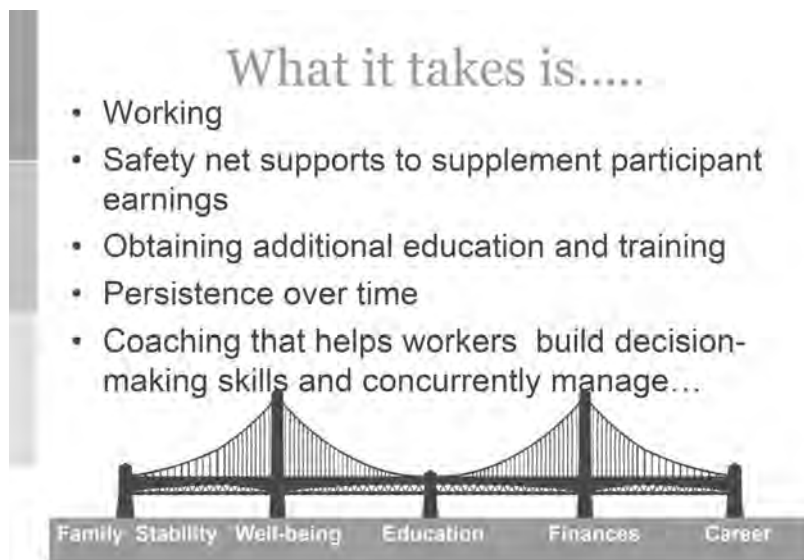 What it takes is.....
• Working
• Safety net supports to supplement participant
earnings
• Obtaining additional education and training
• Persistence over time
• Coaching that helps workers build decision-
making skills and concurrently manage…
Family Stability Well-being Education Finances Career